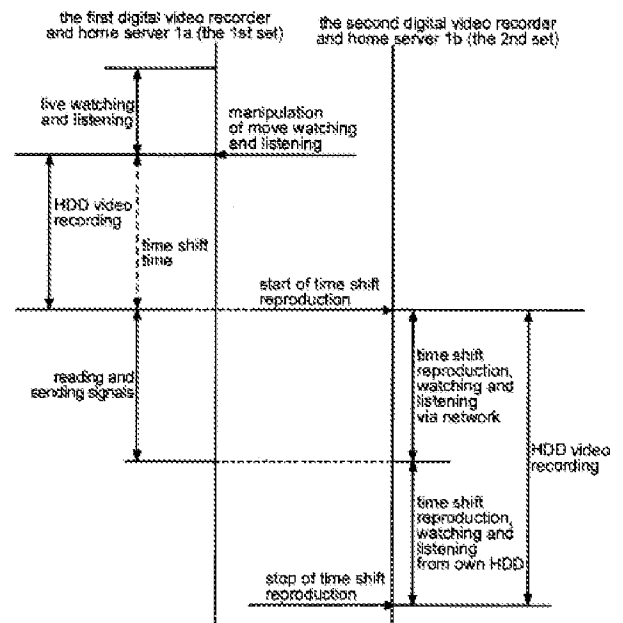 the first digital video recorder
and home server 1a (the 1st set)
the second digital video recorder
and home server 1b (the 2nd set)
live watching
and listening
manipulation
of move watching
and listening
HDD video
recording
time shift
time
start of time shift
reproduction
reading and
sending signals
time shift
reproduction,
watching and
listening
via network
HDD video
recording
time shift
reproduction,
watching and
listening
from own HDD
stop of time shift
reproduction